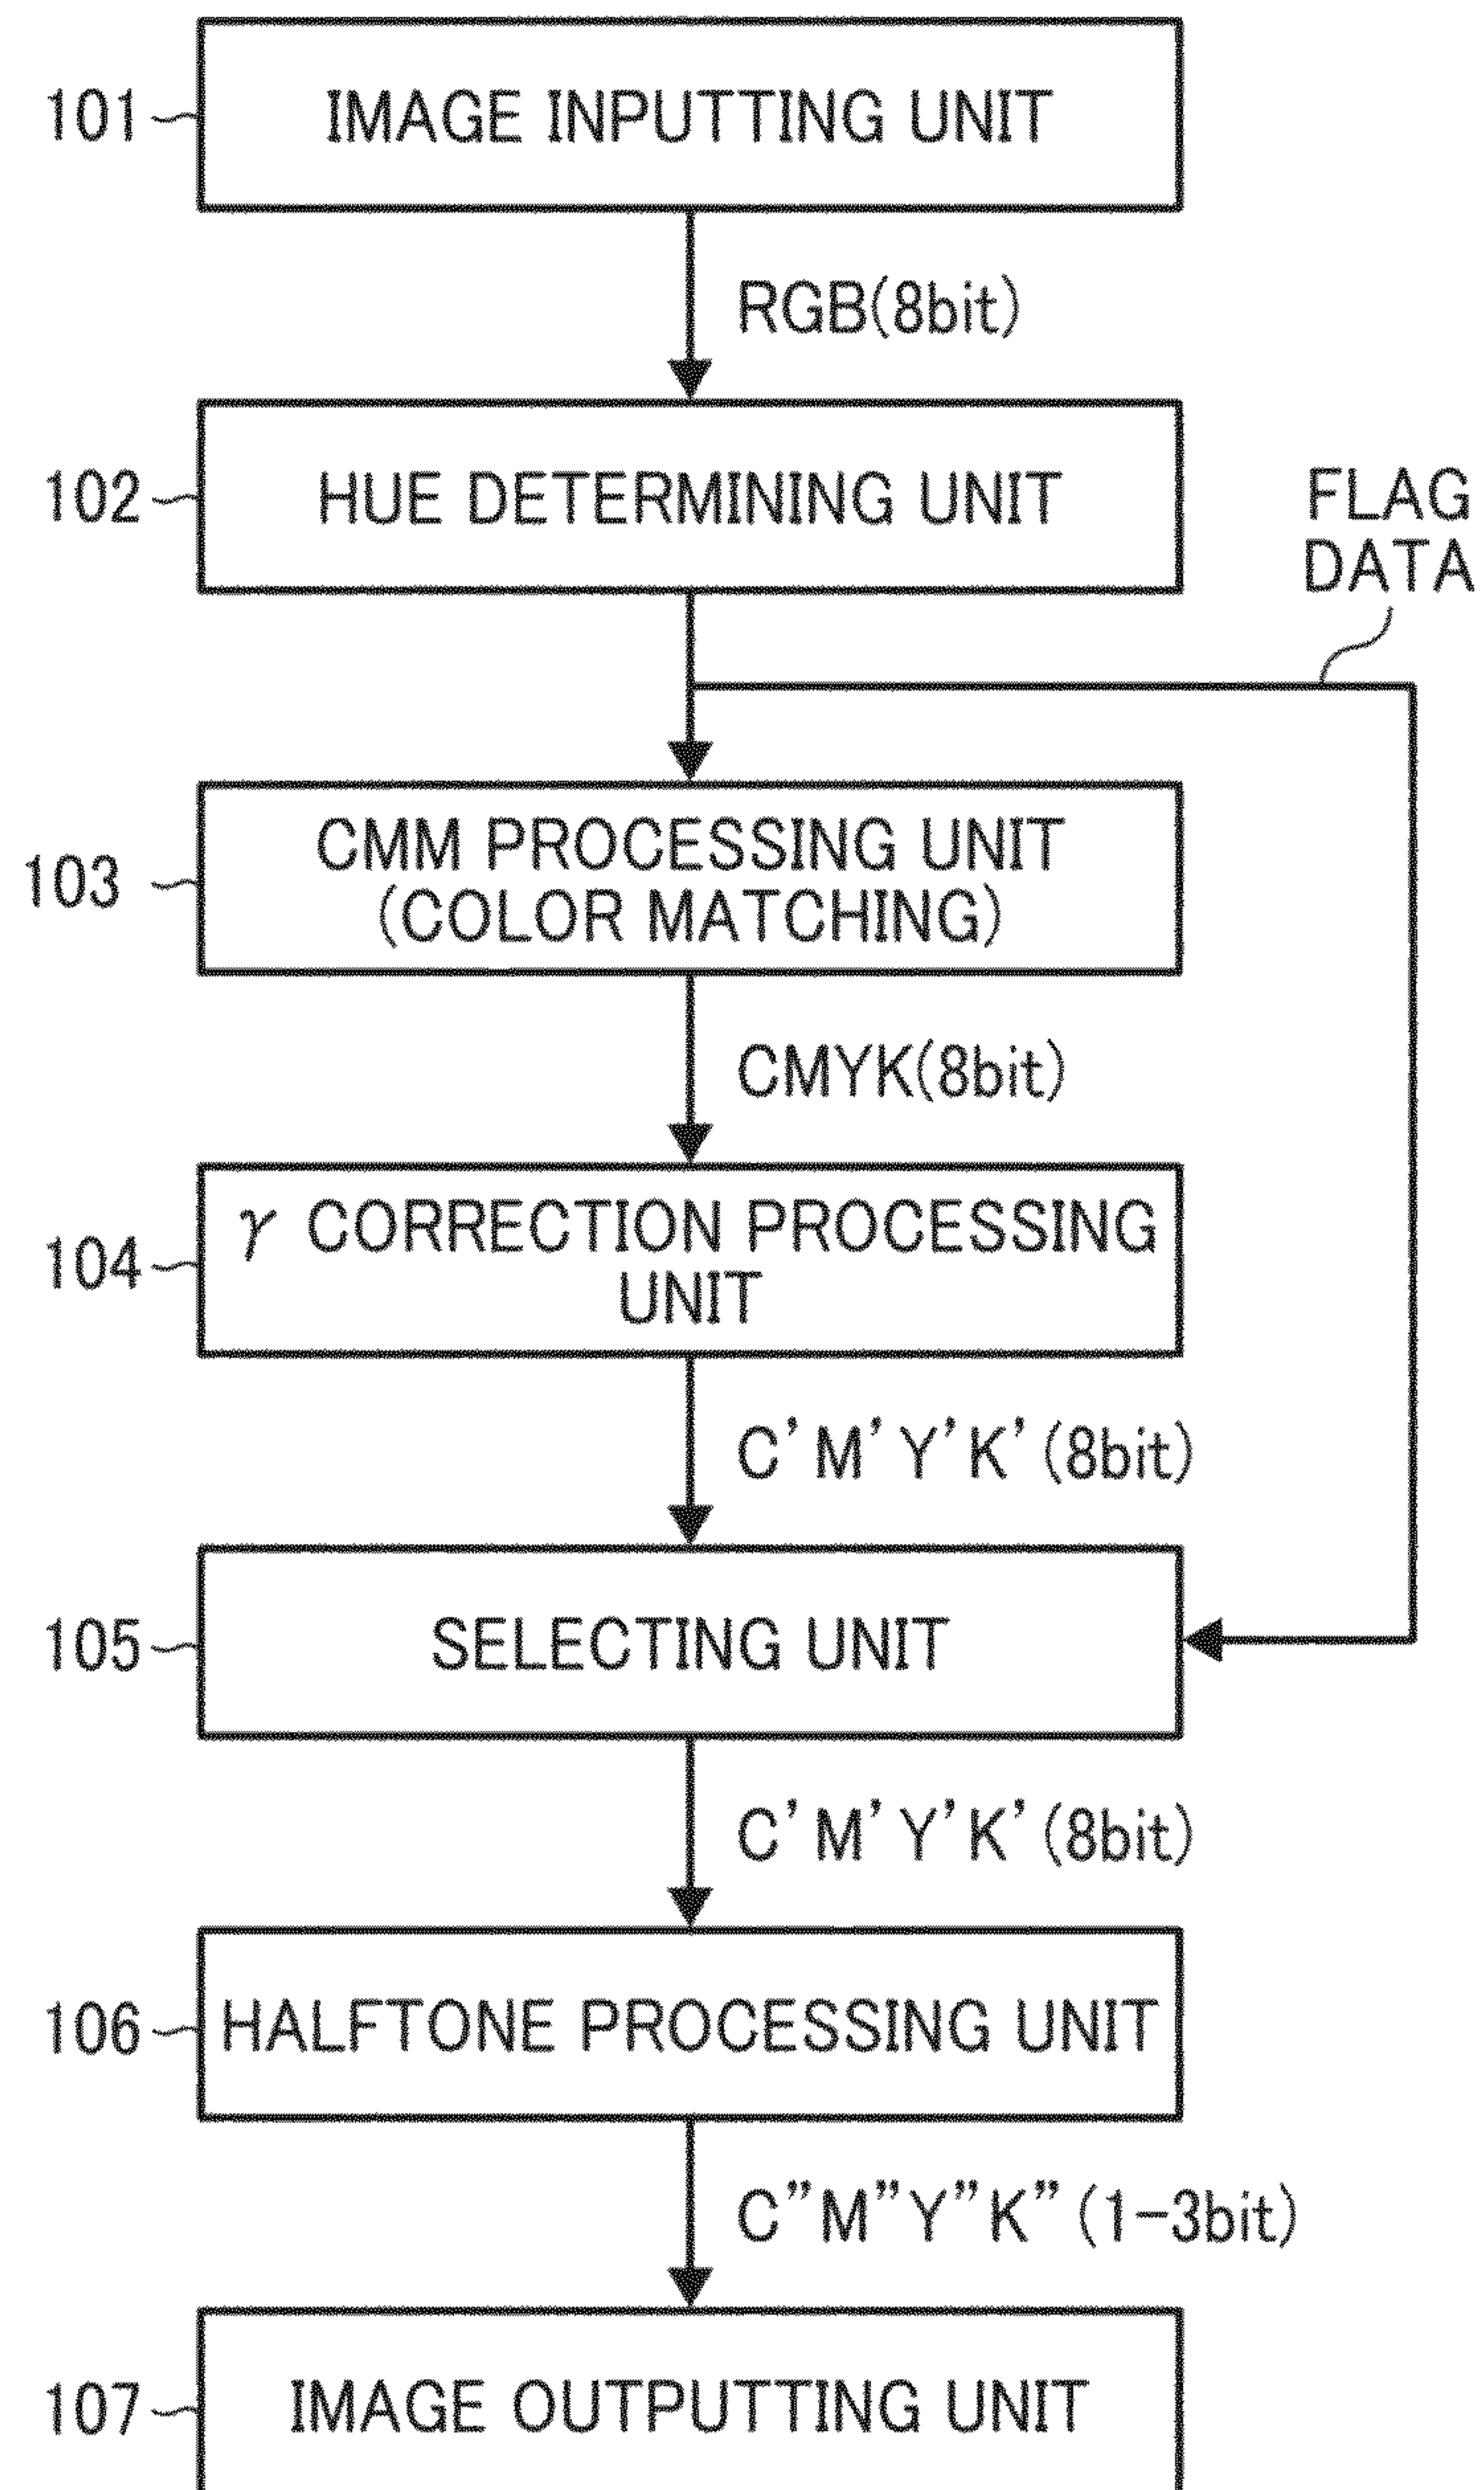 101
IMAGE INPUTTING UNIT
RGB(8bit)
102
HUE DETERMINING UNIT
FLAG
DATA
103
CMM PROCESSING UNIT
(COLOR MATCHING)
CMYK(8bit)
104
γ CORRECTION PROCESSING
UNIT
C'M'Y'K'(8bit)
105
SELECTING UNIT
C'M'Y'K'(8bit)
106
HALFTONE PROCESSING UNIT
C”M”Y”K”(1-3bit)
107
IMAGE OUTPUTTING UNIT